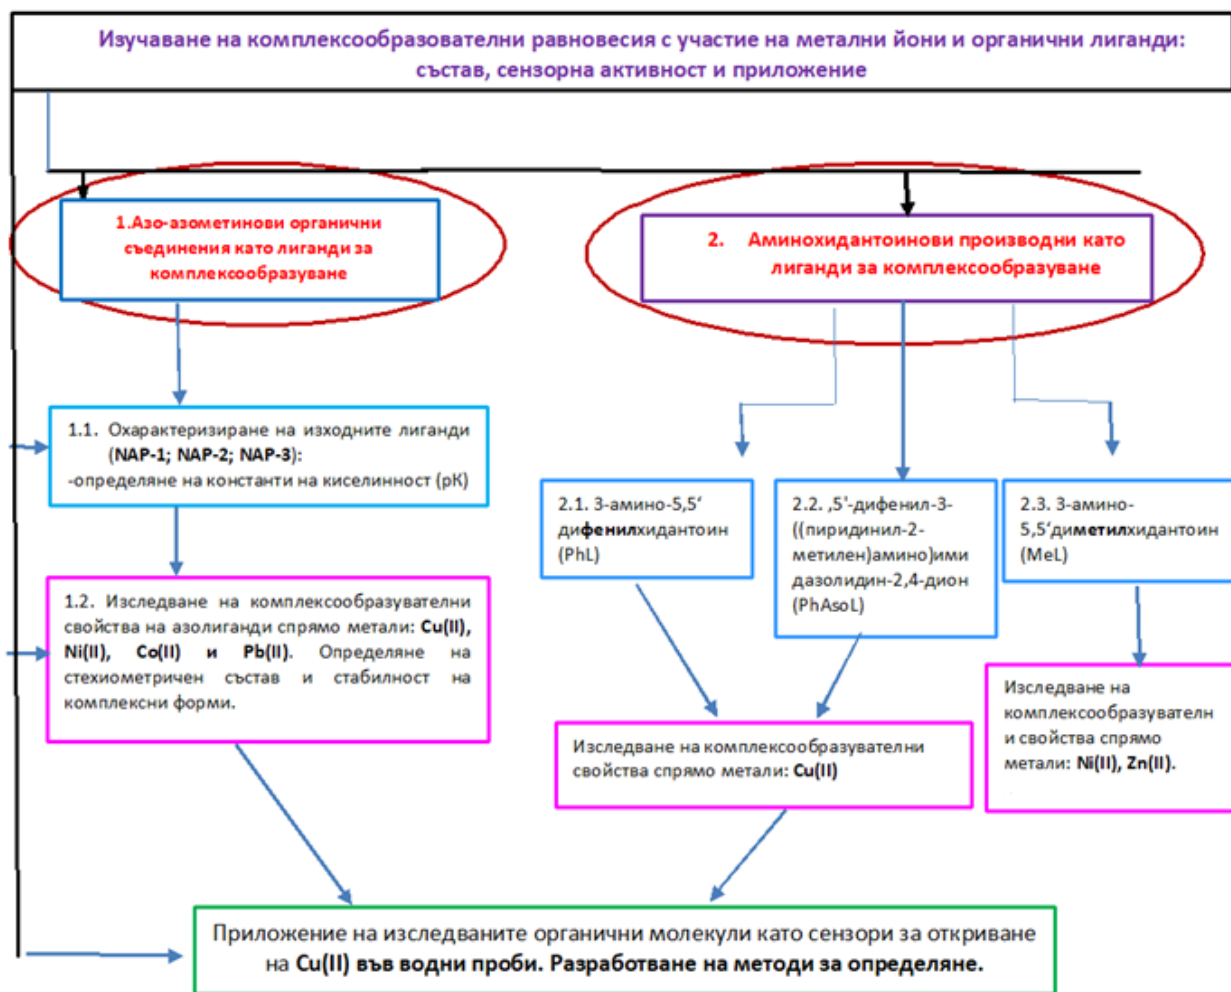 Изучаване на комплексообразователни равновесия с участие на метални йони и органични лиганди:
състав, сензорна активност и приложение
1.Азо-азометинови органични
съединения като лиганди за
комплексообразуване
2. Аминохидантоинови производни като
лиганди за комплексообразуване
1.1. Охарактеризиране на изходните лиганди
(NAP-1; NAP-2; NAP-3):
-определяне на константи на киселинност (рК)
1.2. Изследване на комплексообразувателни
свойства на азолиганди спрямо метали: Cu(II),
Ni(II), Co(II) и Pb(II). Определяне на
стехиометричен състав и стабилност на
комплексни форми.
2.1. 3-амино-5,5‘
дифенилхидантоин
(PhL)
2.2. ,5'-дифенил-3-
((пиридинил-2-
метилен)амино)ими
дазолидин-2,4-дион
(PhAsoL)
2.3. 3-амино-
5,5‘диметилхидантоин
(MeL)
Изследване на комплексообразувателни
свойства спрямо метали: Cu(II)
Изследване на
комплексообразувателн
и свойства спрямо
метали: Ni(II), Zn(II).
Приложение на изследваните органични молекули като сензори за откриване
на Cu(II) във водни проби. Разработване на методи за определяне.